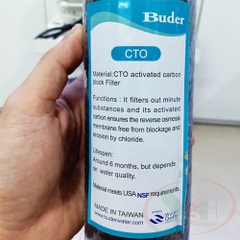 Buder
CTO
Material:CTO activated carbon
block Filter
Functions : It filters out minute
substances and its activated
carbon ensures the reverse osmosis
membrane free from blockage and
erosion by chloride.
Lifespan:
Around 6 months, but depends
on water quality.
Material meets USA NSF requirements.
MADE IN TAIWAN
www.buderwater.com
Water
Quality